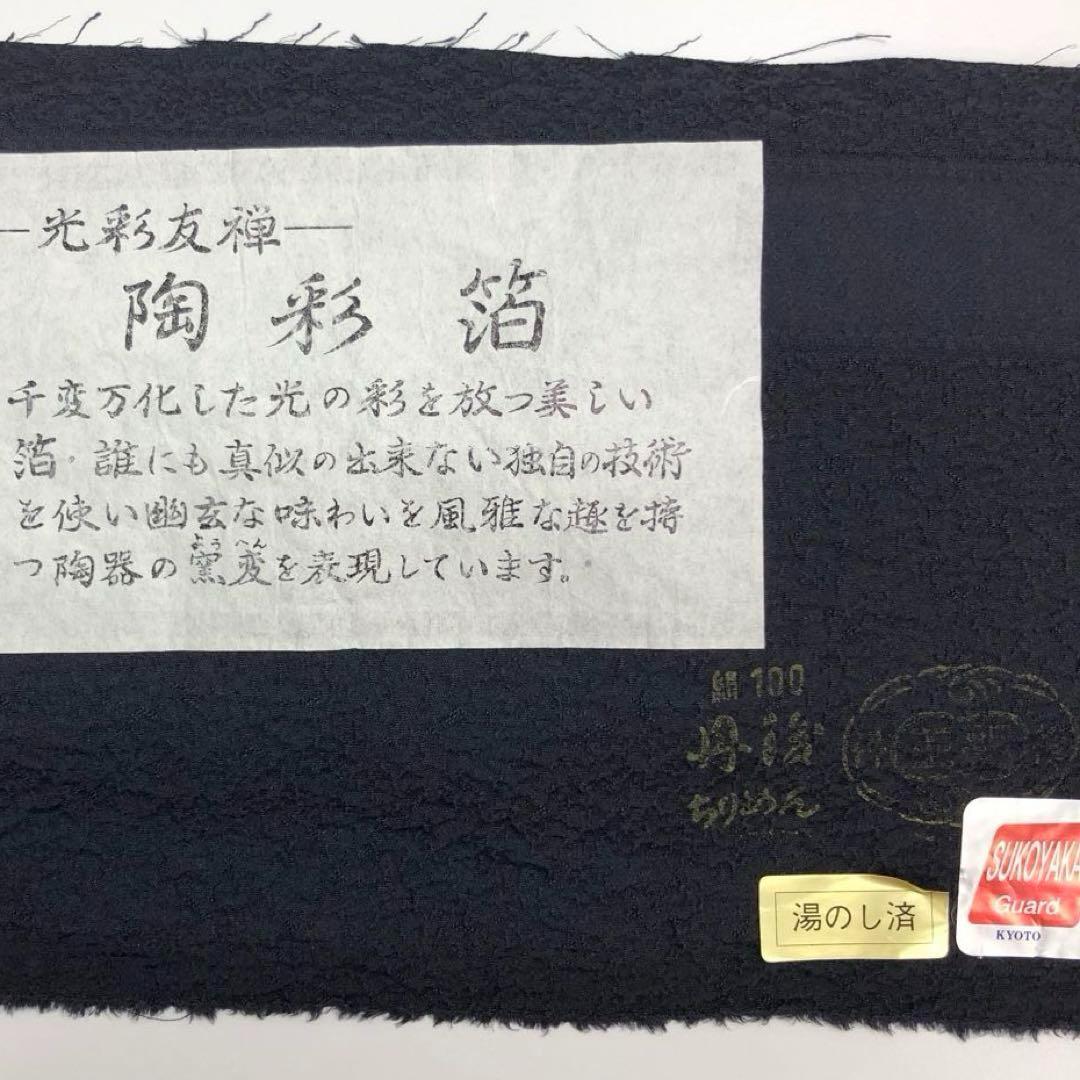 ―光彩友禅―
陶彩箔
千変万化した光の彩を放つ美しい
箔。誰にも真似の出来ない独自の技術
を使い幽玄な味わいを風雅な趣を持
つ陶器の窯変を表現しています。
よう へん
絹100
丹後
ちりめん
湯のし済
SUKOYAKA
Guard
KYOTO